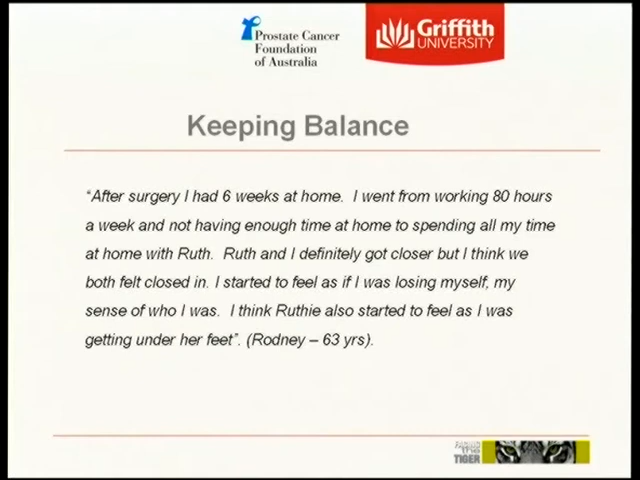 Prostate Cancer
Foundation
of Australia
Griffith
UNIVERSITY
Keeping Balance
“After surgery I had 6 weeks at home.  I went from working 80 hours
a week and not having enough time at home to spending all my time
at home with Ruth.  Ruth and I definitely got closer but I think we
both felt closed in. I started to feel as if I was losing myself, my
sense of who I was.  I think Ruthie also started to feel as I was
getting under her feet”. (Rodney – 63 yrs).
TIGER